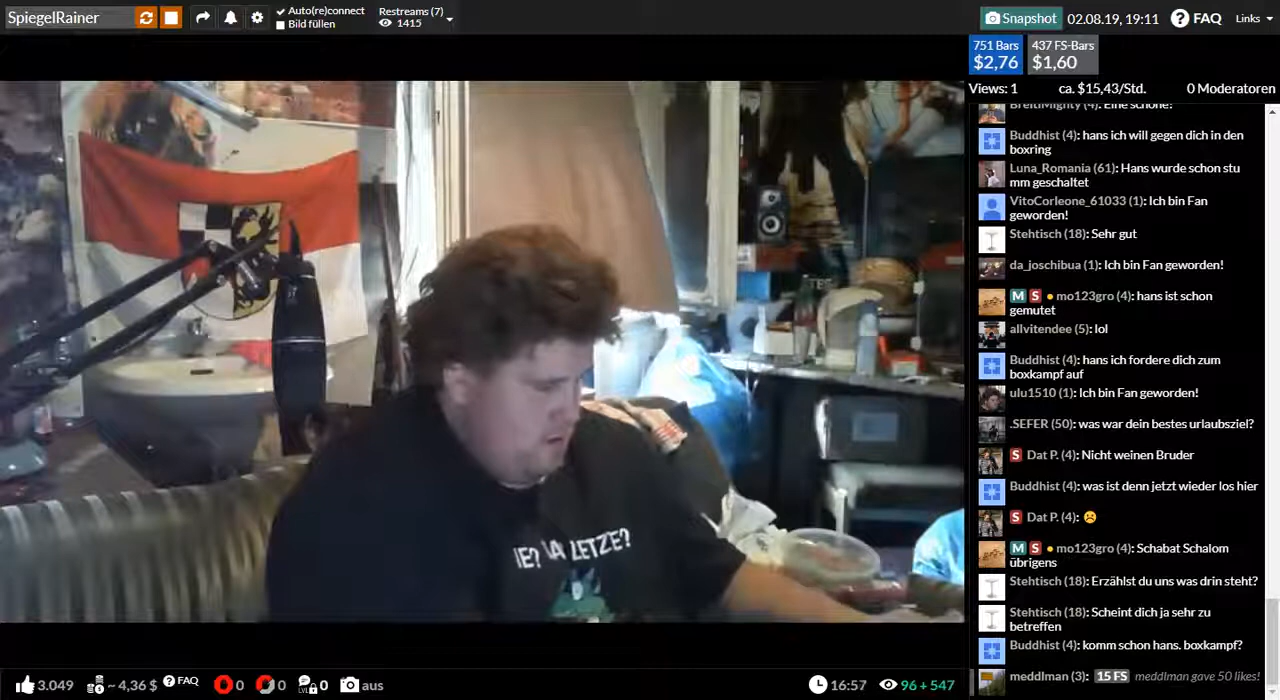 SpiegelRainer
Auto(re)connect
Bild füllen
Restreams (7)
1415
Snapshot
02.08.19, 19:11
FAQ
Links
751 Bars
$2,76
437 FS-Bars
$1,60
Views: 1
ca. $15,43/Std.
0 Moderatoren
BreitMighty (4): Eine schöne!
Buddhist (4): hans ich will gegen dich in den
boxring
Luna_Romania (61): Hans wurde schon stu
mm geschaltet
VitoCorleone_61033 (1): Ich bin Fan
geworden!
Stehtisch (18): Sehr gut
da_joschibua (1): Ich bin Fan geworden!
M S mo123gro (4): hans ist schon
gemutet
allvitendee (5): lol
Buddhist (4): hans ich fordere dich zum
boxkampf auf
ulu1510 (1): Ich bin Fan geworden!
.SEFER (50): was war dein bestes urlaubsziel?
S Dat P. (4): Nicht weinen Bruder
Buddhist (4): was ist denn jetzt wieder los hier
S Dat P. (4): ☹
M S mo123gro (4): Schabat Schalom
übrigens
Stehtisch (18): Erzählst du uns was drin steht?
Stehtisch (18): Scheint dich ja sehr zu
betreffen
Buddhist (4): komm schon hans. boxkampf?
meddlman (3): 15 FS meddlman gave 50 likes!
LETZE?
3.049
~ 4,36 $
FAQ
0
0
LVL
0
aus
16:57
96 + 547